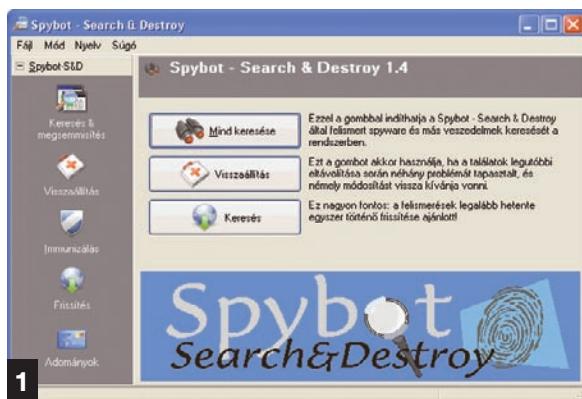 Spybot - Search & Destroy
Fájl Mód Nyelv Súgó
Spybot-S&D
Keresés &
megsemmisítés
Visszaállítás
Immunizálás
Frissítés
Adományok
Spybot - Search & Destroy 1.4
Mind keresése
Ezzel a gombbal indíthatja a Spybot - Search & Destroy
által felismert spyware és más veszedelmek keresését a
rendszerben.
Visszaállítás
Ezt a gombot akkor használja, ha a találatok legutóbbi
eltávolítása során néhány problémát tapasztalt, és
némely módosítást vissza kívánja vonni.
Keresés
Ez nagyon fontos: a felismerések legalább hetente
egyszer történő frissítése ajánlott!
Spybot
Search&Destroy
1